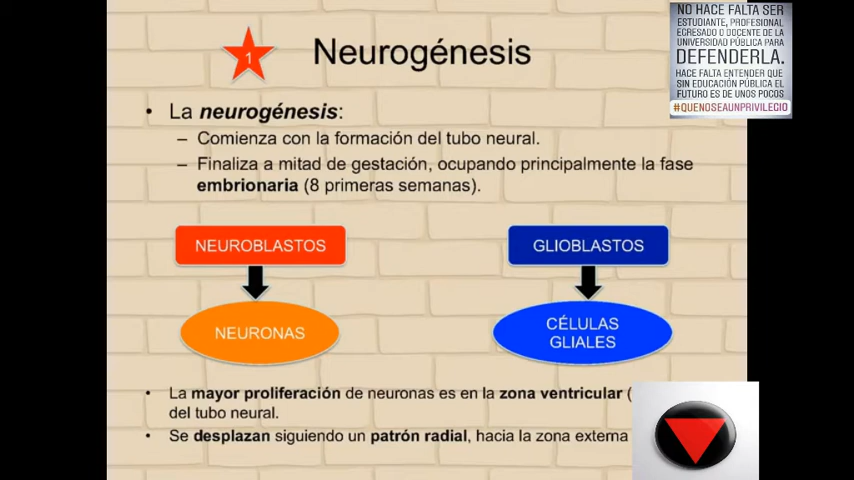 NO HACE FALTA SER
ESTUDIANTE, PROFESIONAL
EGRESADO O DOCENTE DE LA
UNIVERSIDAD PÚBLICA PARA
DEFENDERLA.
HACE FALTA ENTENDER QUE
SIN EDUCACIÓN PÚBLICA EL
FUTURO ES DE UNOS POCOS
#QUENOSEAUNPRIVILEGIO
1
Neurogénesis
• La neurogénesis:
– Comienza con la formación del tubo neural.
– Finaliza a mitad de gestación, ocupando principalmente la fase
embrionaria (8 primeras semanas).
NEUROBLASTOS
GLIOBLASTOS
NEURONAS
CÉLULAS
GLIALES
• La mayor proliferación de neuronas es en la zona ventricular (
del tubo neural.
• Se desplazan siguiendo un patrón radial, hacia la zona externa